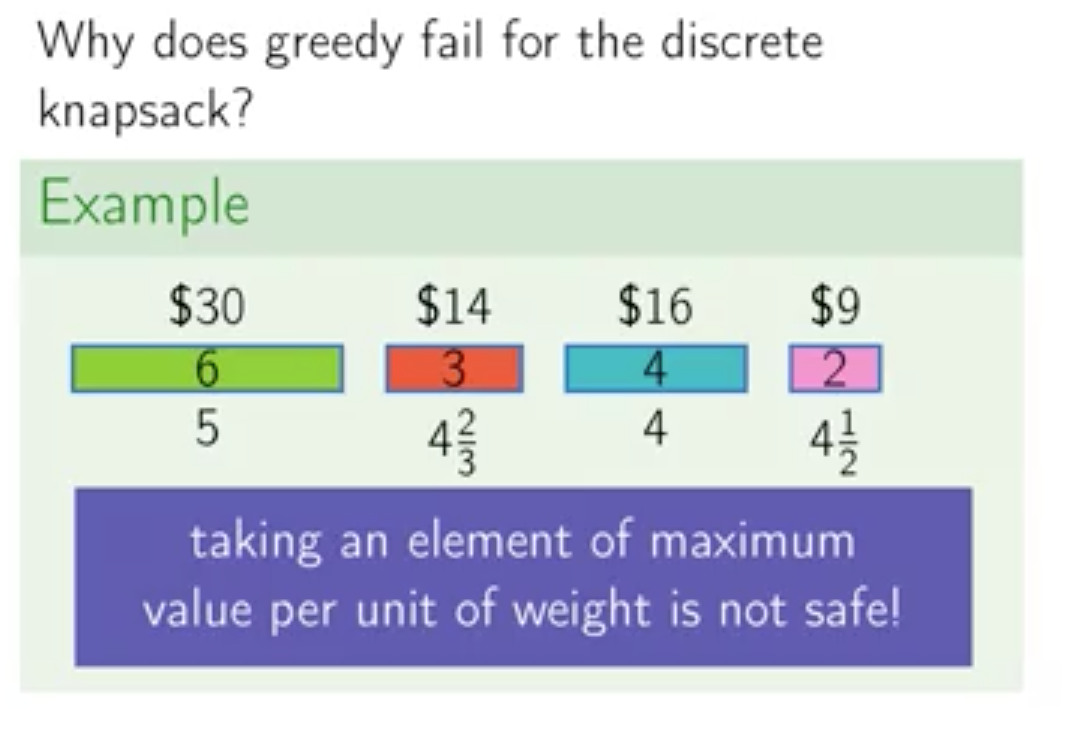 Why does greedy fail for the discrete
knapsack?
Example
$30 $14 $16 $9
6 3 4 2
5 4 2/3 4 4 1/2
taking an element of maximum
value per unit of weight is not safe!